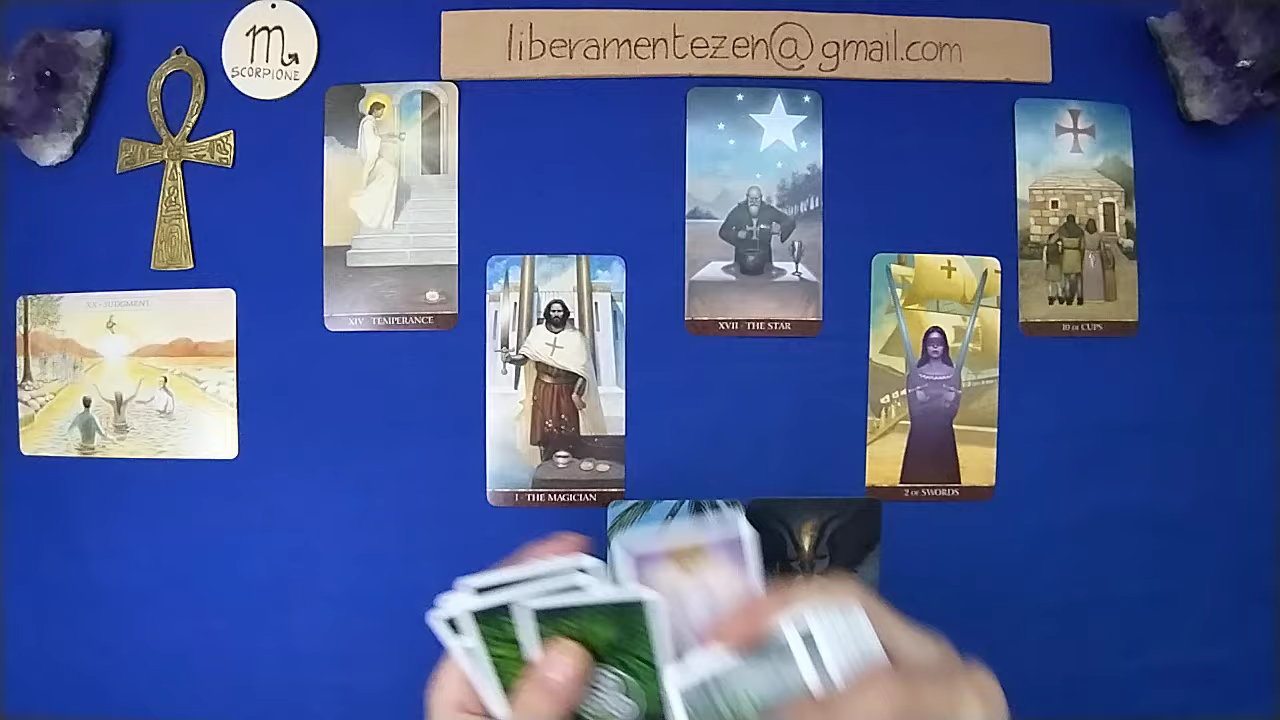 liberamentezen@gmail.com
SCORPIONE
XIV TEMPERANCE
XVII - THE STAR
10 OF CUPS
XX - JUDGMENT
I - THE MAGICIAN
2 OF SWORDS